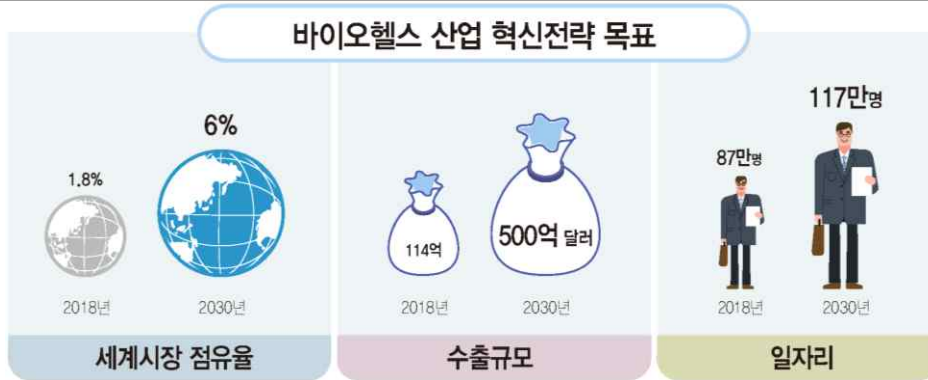 바이오헬스 산업 혁신전략 목표
1.8%
6%
2018년
2030년
세계시장 점유율
114억
500억 달러
2018년
2030년
수출규모
87만명
117만명
2018년
2030년
일자리